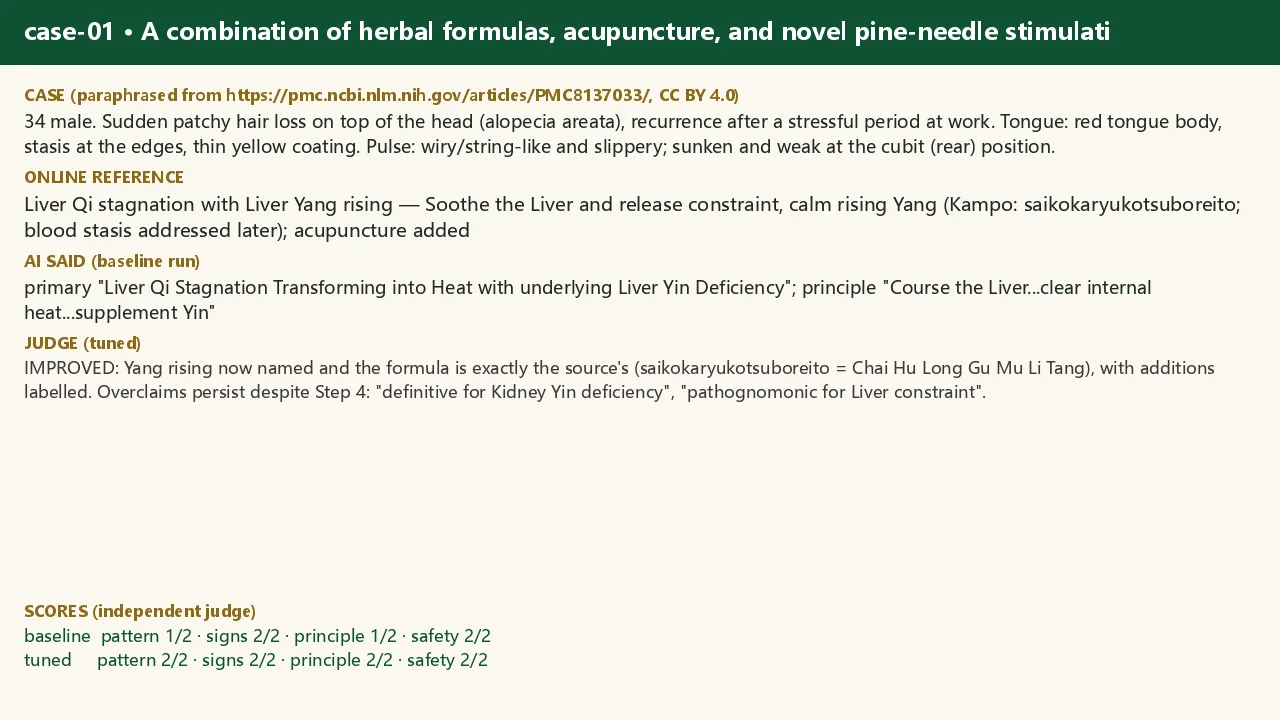 case-01 • A combination of herbal formulas, acupuncture, and novel pine-needle stimulati
CASE (paraphrased from https://pmc.ncbi.nlm.nih.gov/articles/PMC8137033/, CC BY 4.0)
34 male. Sudden patchy hair loss on top of the head (alopecia areata), recurrence after a stressful period at work. Tongue: red tongue body,
stasis at the edges, thin yellow coating. Pulse: wiry/string-like and slippery; sunken and weak at the cubit (rear) position.
ONLINE REFERENCE
Liver Qi stagnation with Liver Yang rising — Soothe the Liver and release constraint, calm rising Yang (Kampo: saikokaryukotsuboreito;
blood stasis addressed later); acupuncture added
AI SAID (baseline run)
primary "Liver Qi Stagnation Transforming into Heat with underlying Liver Yin Deficiency"; principle "Course the Liver...clear internal
heat...supplement Yin"
JUDGE (tuned)
IMPROVED: Yang rising now named and the formula is exactly the source's (saikokaryukotsuboreito = Chai Hu Long Gu Mu Li Tang), with additions
labelled. Overclaims persist despite Step 4: "definitive for Kidney Yin deficiency", "pathognomonic for Liver constraint".
SCORES (independent judge)
baseline pattern 1/2 · signs 2/2 · principle 1/2 · safety 2/2
tuned pattern 2/2 · signs 2/2 · principle 2/2 · safety 2/2